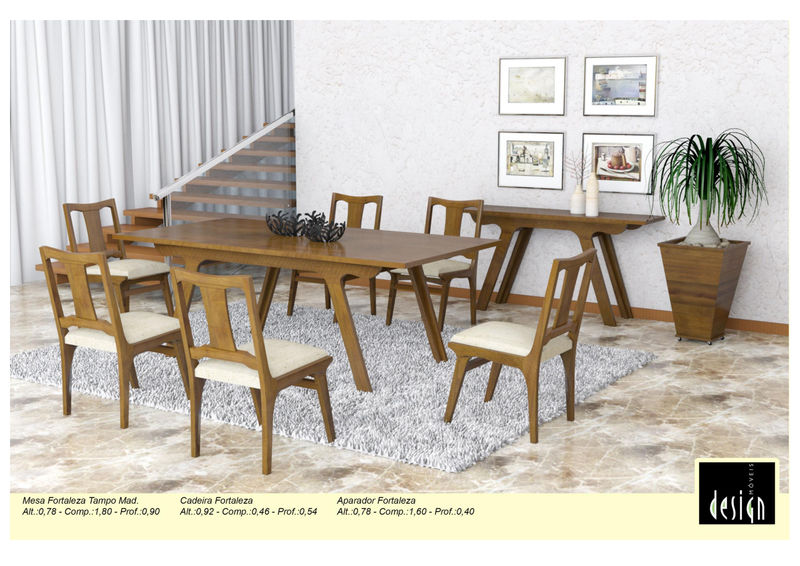 Mesa Fortaleza Tampo Mad.
Alt.:0,78 - Comp.:1,80 - Prof.:0,90
Cadeira Fortaleza
Alt.:0,92 - Comp.:0,46 - Prof.:0,54
Aparador Fortaleza
Alt.:0,78 - Comp.:1,60 - Prof.:0,40
design
MÓVEIS